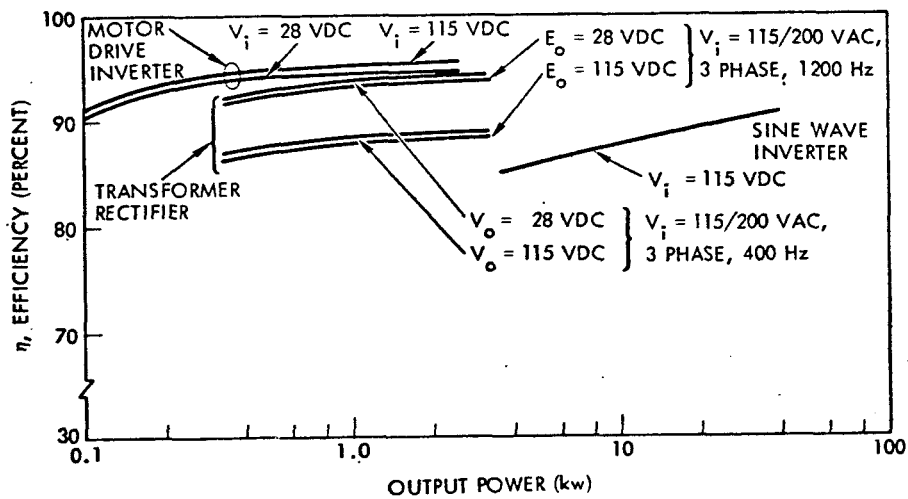 100
90
80
70
30
η, EFFICIENCY (PERCENT)
MOTOR
DRIVE
INVERTER
V_i = 28 VDC
V_i = 115 VDC
E_o = 28 VDC
E_o = 115 VDC
V_i = 115/200 VAC,
3 PHASE, 1200 Hz
SINE WAVE
INVERTER
V_i = 115 VDC
TRANSFORMER
RECTIFIER
V_o = 28 VDC
V_o = 115 VDC
V_i = 115/200 VAC,
3 PHASE, 400 Hz
0.1
1.0
10
100
OUTPUT POWER (kw)